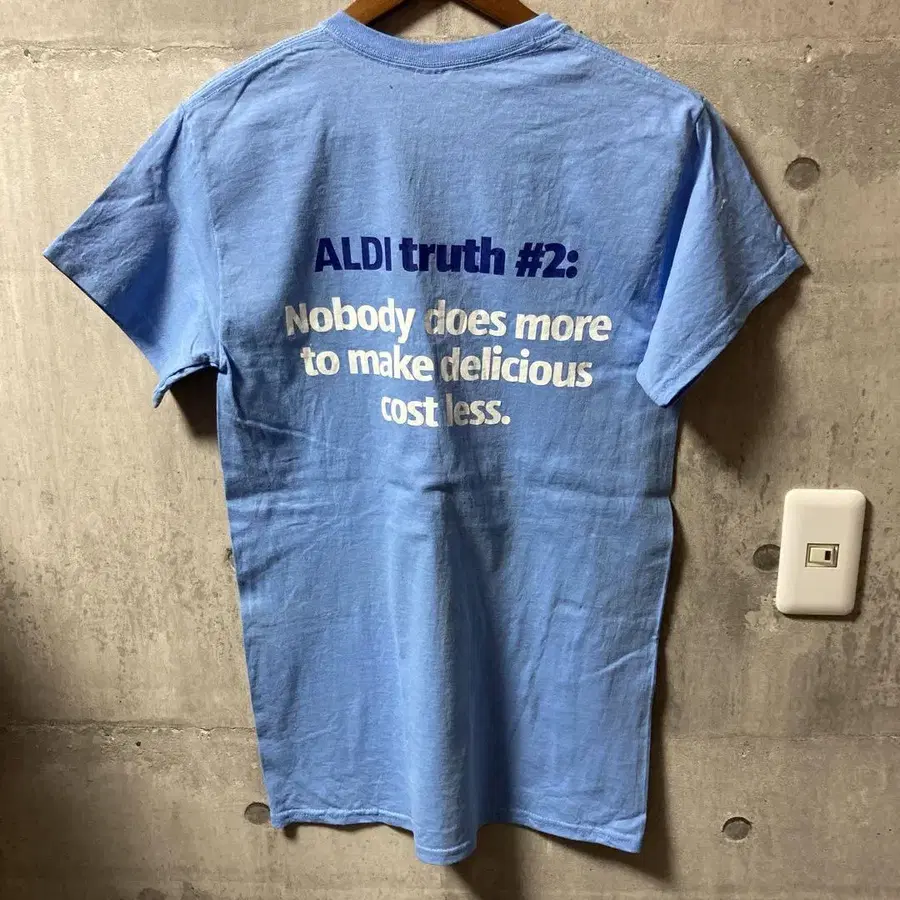 ALDI truth #2:
Nobody does more
to make delicious
cost less.